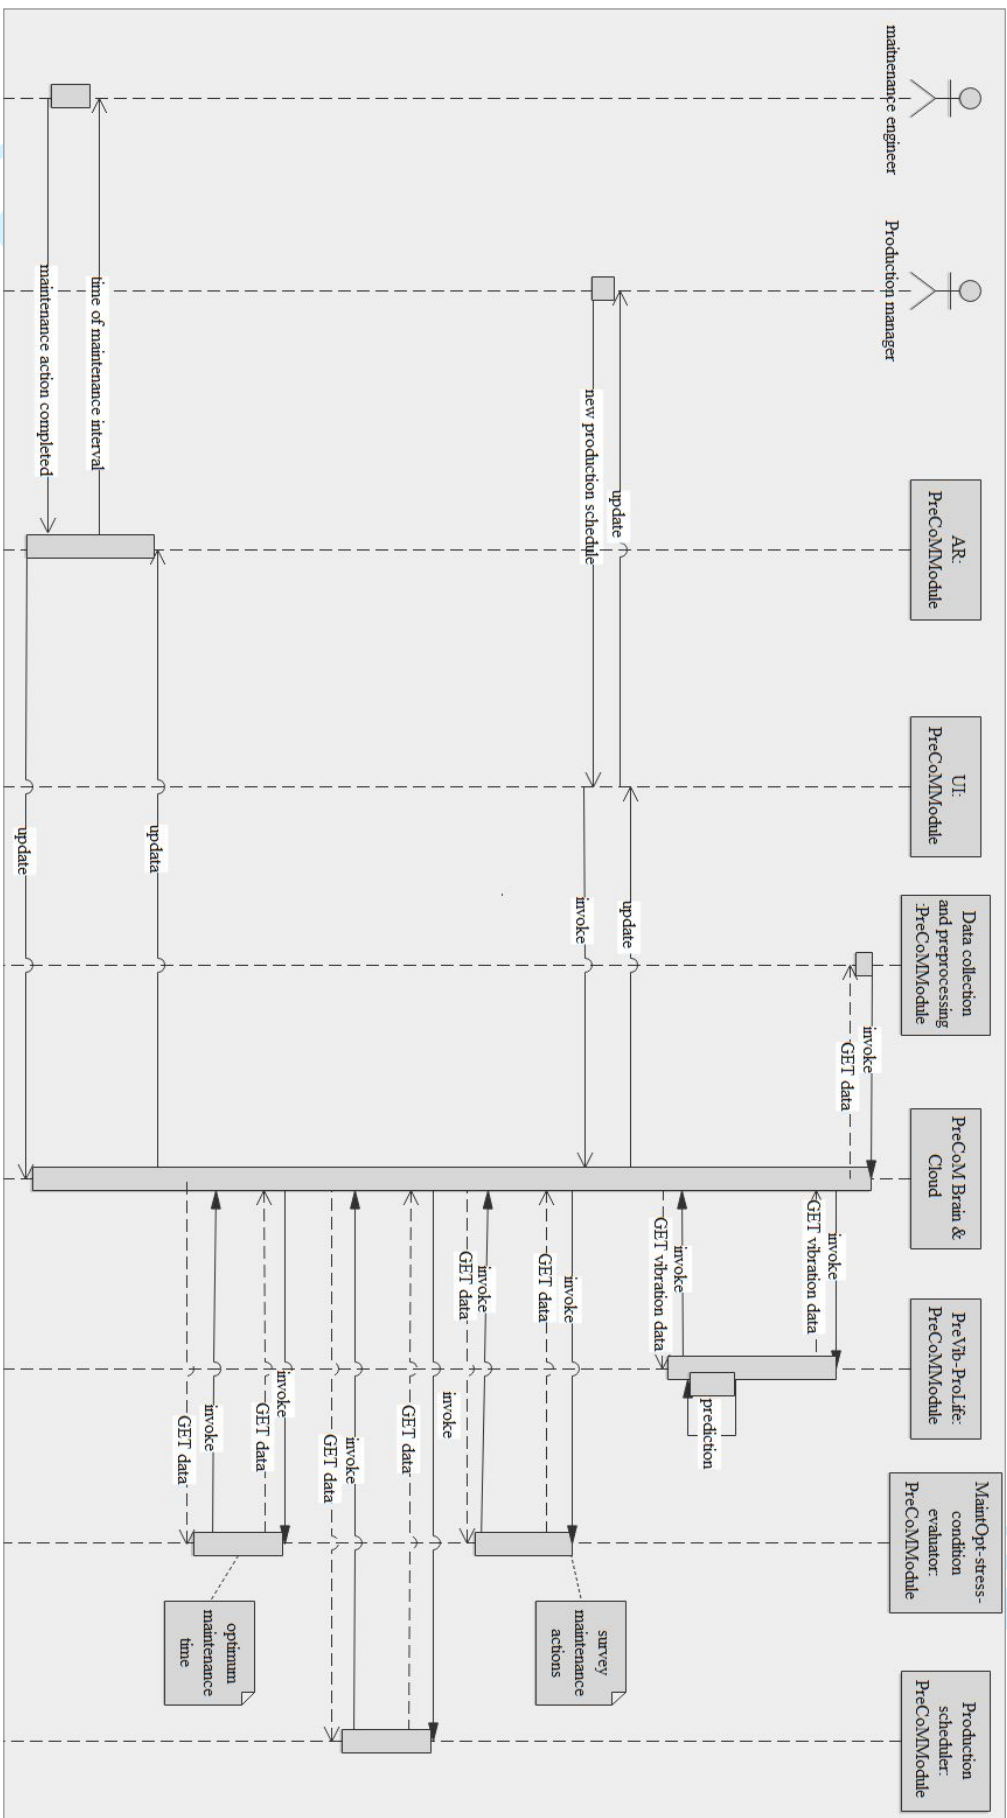 maitnenance engineer
Production manager
AR:
PreCoMModule
UI:
PreCoMModule
Data collection
and preprocessing
:PreCoMModule
PreCoM Brain &
Cloud
PreVib-ProLife:
PreCoMModule
MaintOpt-stress-
condition
evaluator:
PreCoMModule
Production
scheduler:
PreCoMModule
invoke
GET data
invoke
GET vibration data
prediction
invoke
GET vibration data
update
update
new production schedule
invoke
invoke
GET data
survey
maintenance
actions
invoke
GET data
invoke
GET data
invoke
GET data
invoke
GET data
optimum
maintenance
time
invoke
GET data
updata
time of maintenance interval
maintenance action completed
update